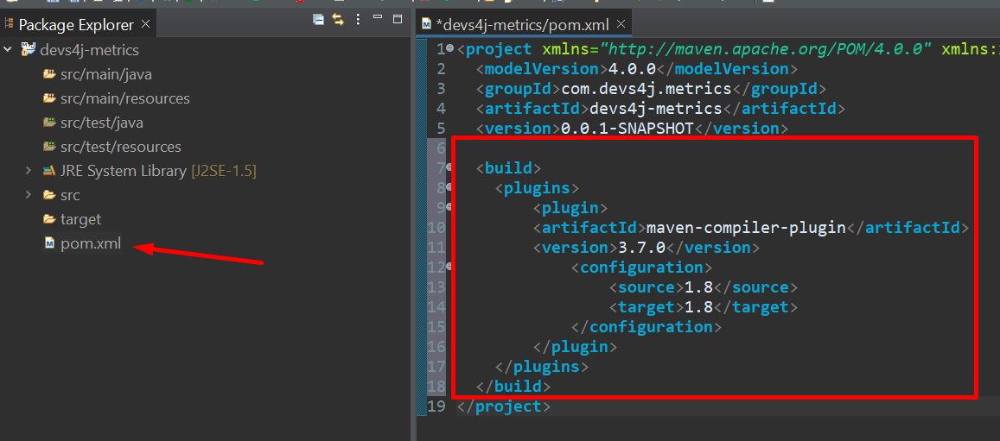 Package Explorer
devs4j-metrics
src/main/java
src/main/resources
src/test/java
src/test/resources
JRE System Library [J2SE-1.5]
src
target
pom.xml
*devs4j-metrics/pom.xml
1 <project xmlns="http://maven.apache.org/POM/4.0.0" xmlns:
2 <modelVersion>4.0.0</modelVersion>
3 <groupId>com.devs4j.metrics</groupId>
4 <artifactId>devs4j-metrics</artifactId>
5 <version>0.0.1-SNAPSHOT</version>
6
7 <build>
8 <plugins>
9 <plugin>
10 <artifactId>maven-compiler-plugin</artifactId>
11 <version>3.7.0</version>
12 <configuration>
13 <source>1.8</source>
14 <target>1.8</target>
15 </configuration>
16 </plugin>
17 </plugins>
18 </build>
19 </project>